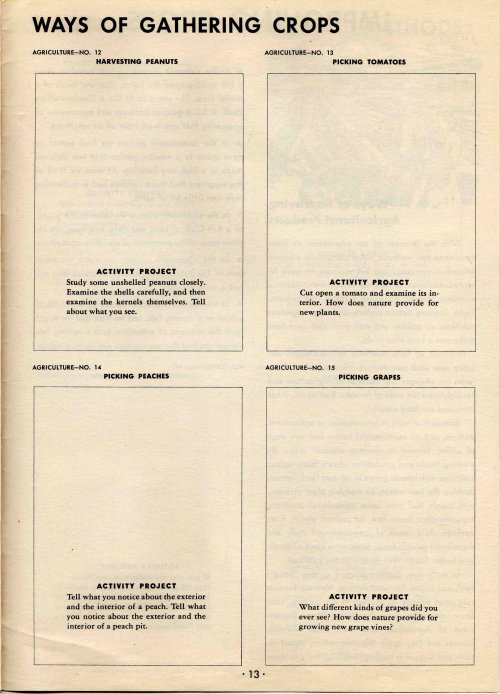 WAYS OF GATHERING CROPS
AGRICULTURE—NO. 12
HARVESTING PEANUTS
ACTIVITY PROJECT
Study some unshelled peanuts closely.
Examine the shells carefully, and then
examine the kernels themselves. Tell
about what you see.
AGRICULTURE—NO. 13
PICKING TOMATOES
ACTIVITY PROJECT
Cut open a tomato and examine its in-
terior. How does nature provide for
new plants.
AGRICULTURE—NO. 14
PICKING PEACHES
ACTIVITY PROJECT
Tell what you notice about the exterior
and the interior of a peach. Tell what
you notice about the exterior and the
interior of a peach pit.
AGRICULTURE—NO. 15
PICKING GRAPES
ACTIVITY PROJECT
What different kinds of grapes did you
ever see? How does nature provide for
growing new grape vines?
· 13 ·